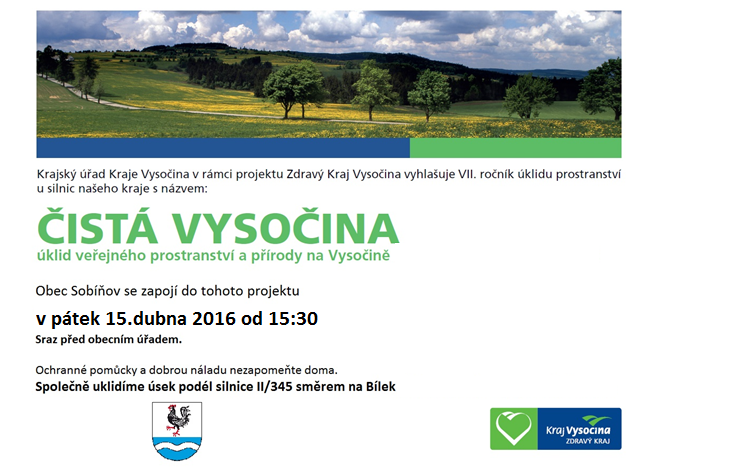 Krajský úřad Kraje Vysočina v rámci projektu Zdravý Kraj Vysočina vyhlašuje VII. ročník úklidu prostranství
u silnic našeho kraje s názvem:
ČISTÁ VYSOČINA
úklid veřejného prostranství a přírody na Vysočině
Obec Sobíňov se zapojí do tohoto projektu
v pátek 15.dubna 2016 od 15:30
Sraz před obecním úřadem.
Ochranné pomůcky a dobrou náladu nezapomeňte doma.
Společně uklidíme úsek podél silnice II/345 směrem na Bílek
Kraj Vysočina
ZDRAVÝ KRAJ